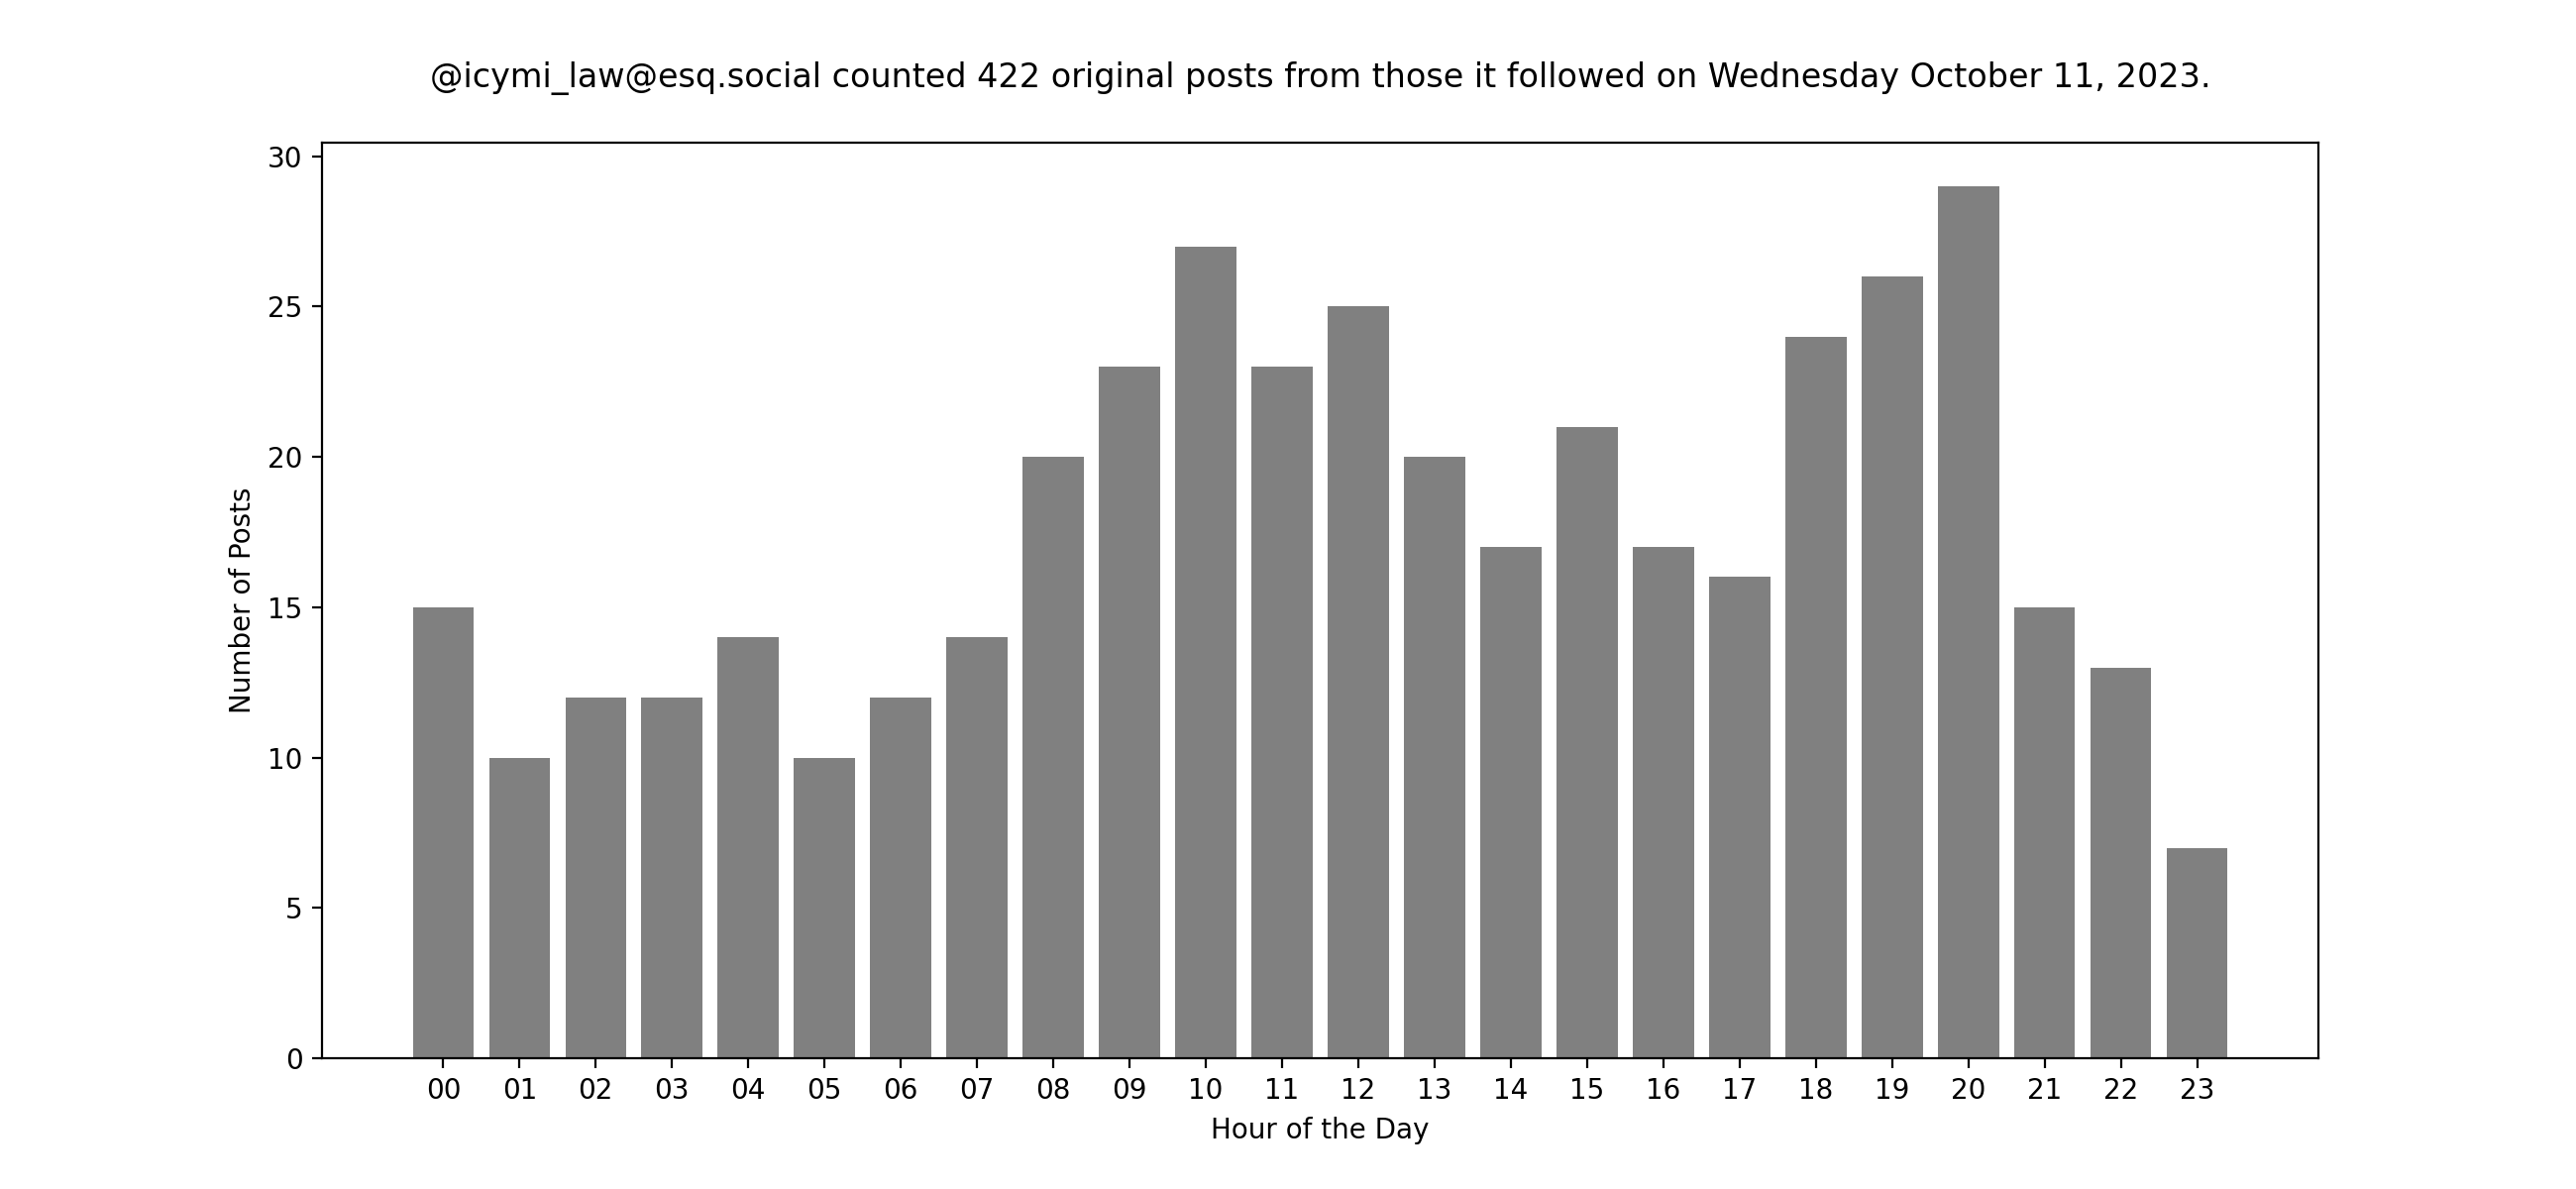 @icymi_law@esq.social counted 422 original posts from those it followed on Wednesday October 11, 2023.
30
25
20
15
10
5
0
Number of Posts
00 01 02 03 04 05 06 07 08 09 10 11 12 13 14 15 16 17 18 19 20 21 22 23
Hour of the Day